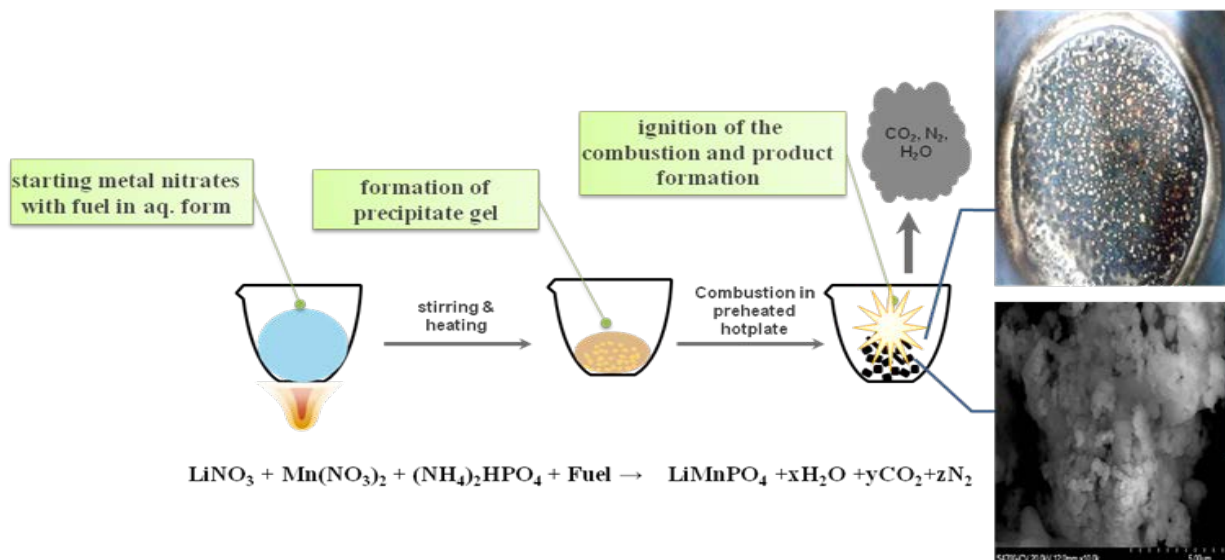 starting metal nitrates
with fuel in aq. form
formation of
precipitate gel
ignition of the
combustion and product
formation
CO₂, N₂,
H₂O
stirring &
heating
Combustion in
preheated
hotplate
LiNO₃ + Mn(NO₃)₂ + (NH₄)₂HPO₄ + Fuel → LiMnPO₄ +xH₂O +yCO₂+zN₂
5.00um